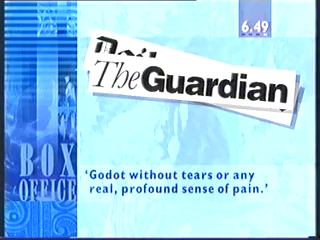 6.49
The Guardian
BOX
OFFICE
'Godot without tears or any
real, profound sense of pain.'